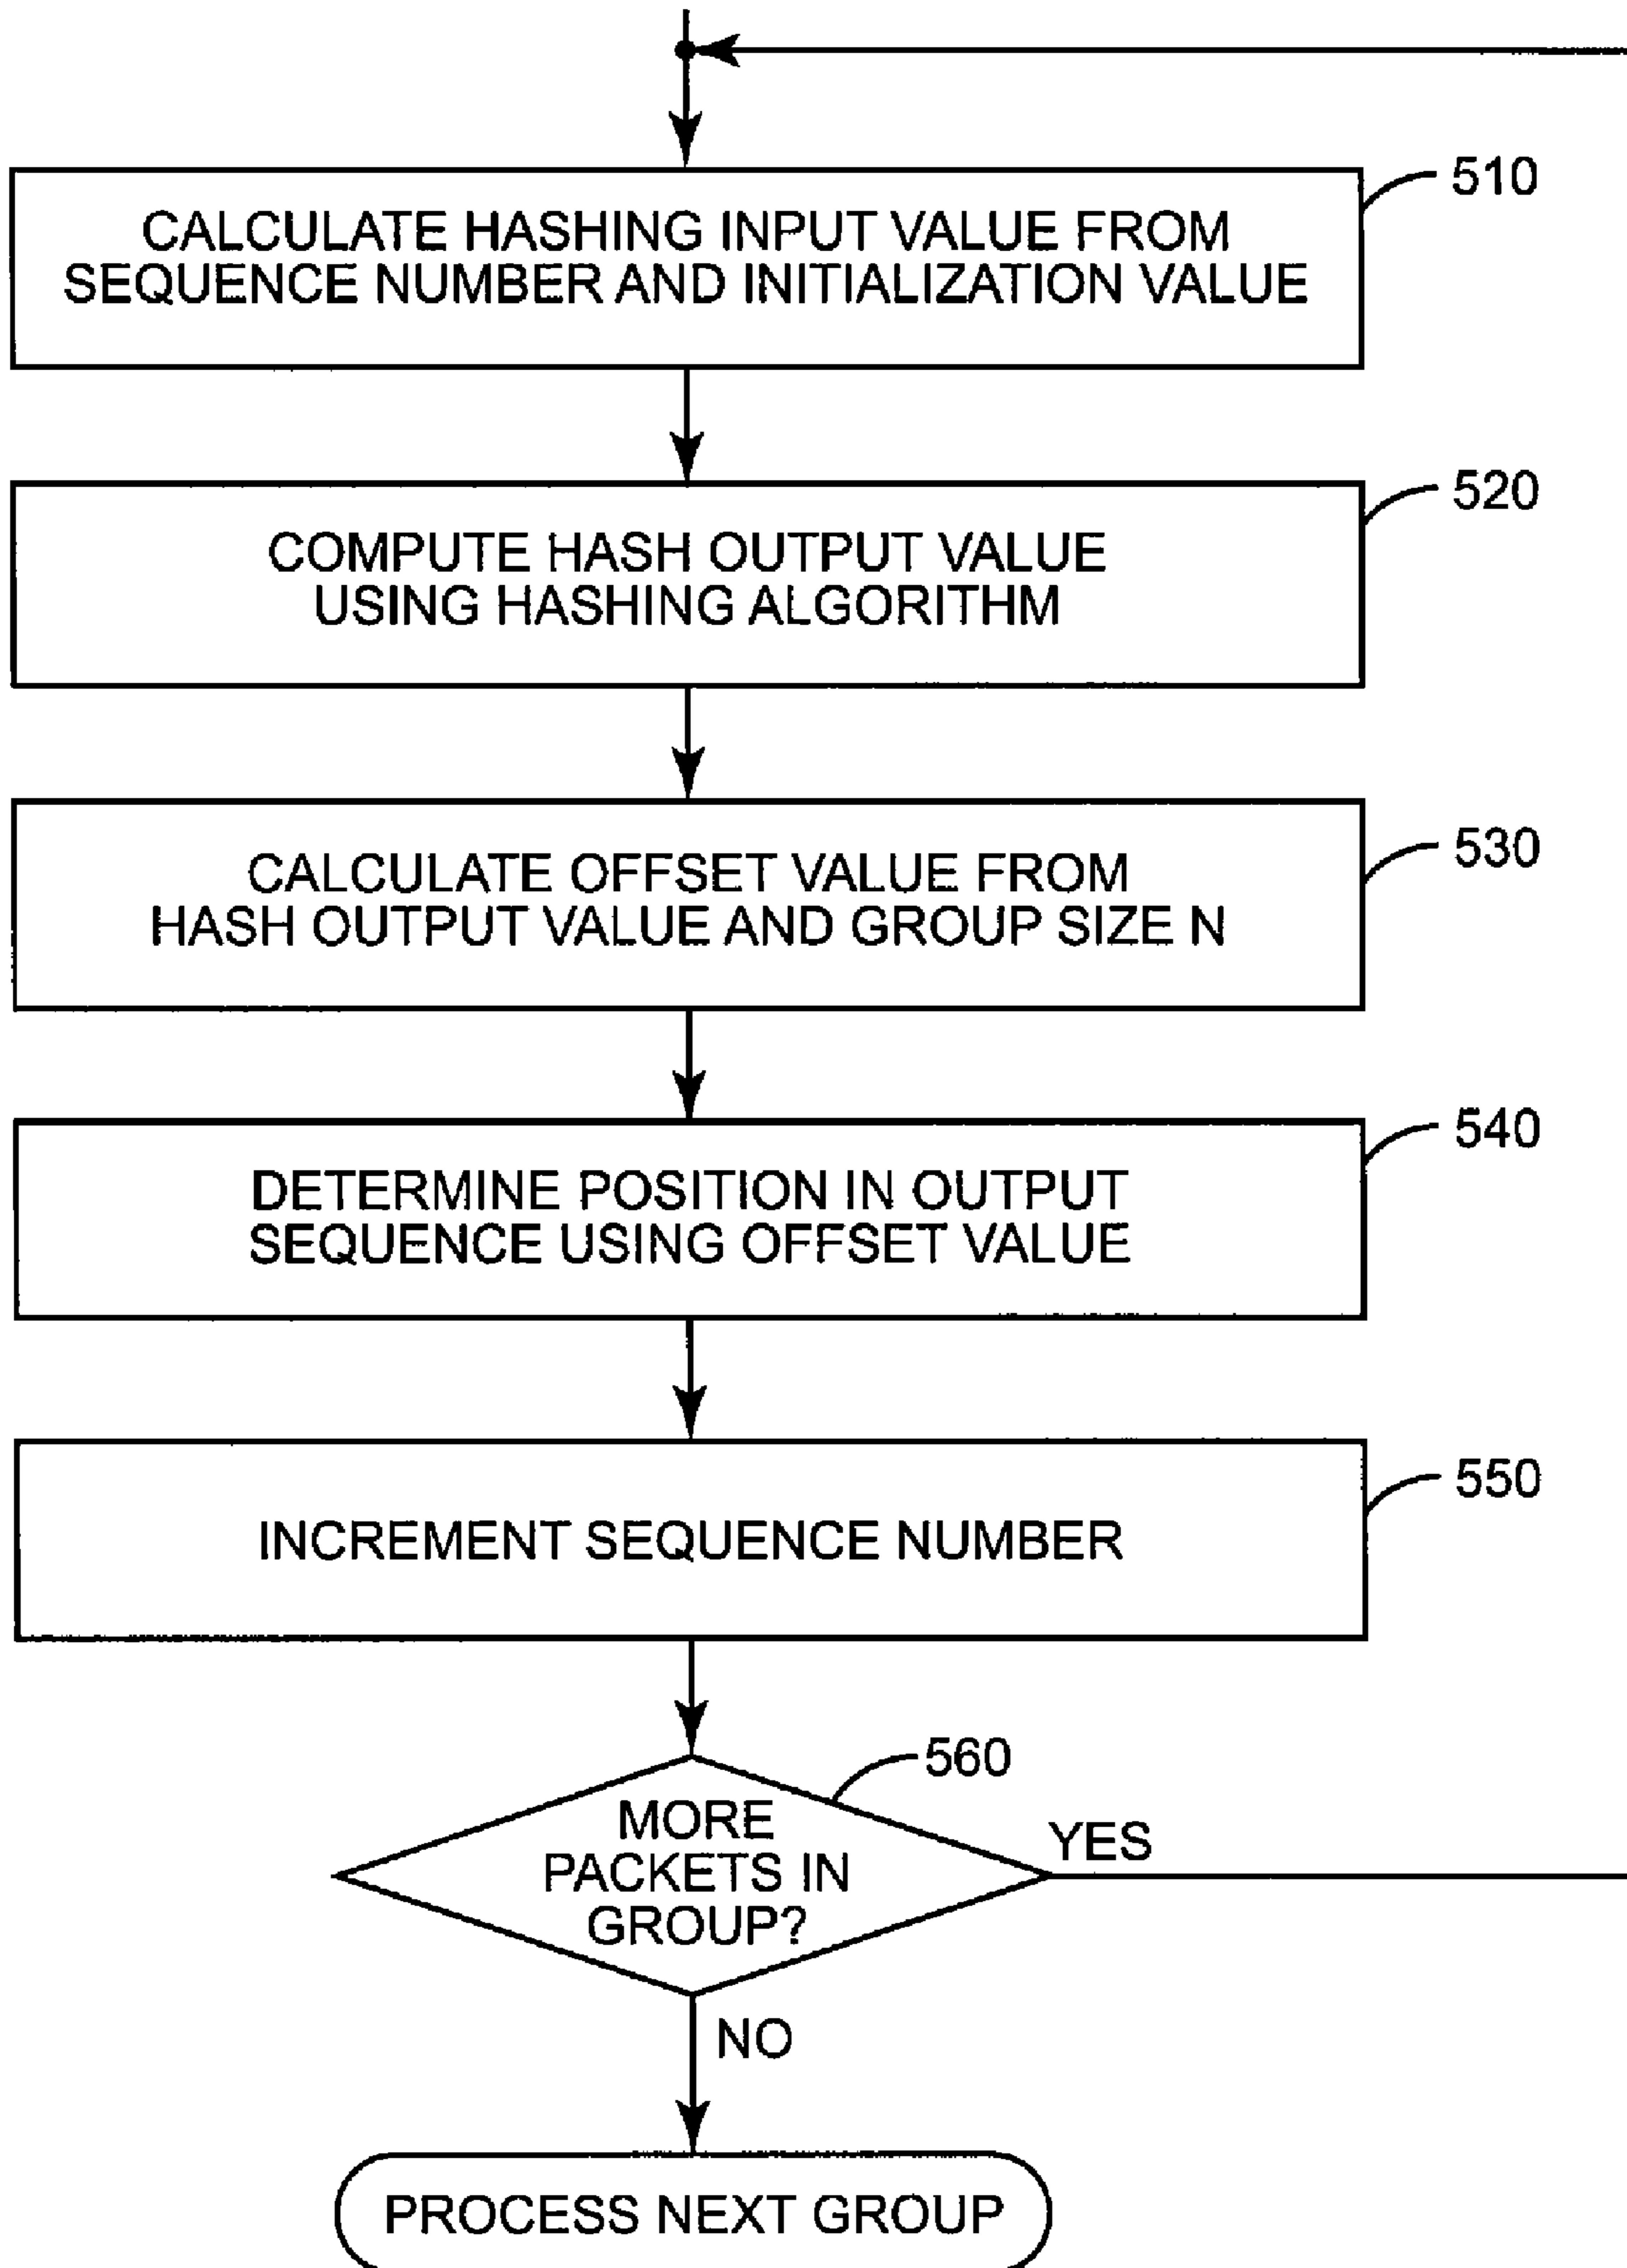 510
CALCULATE HASHING INPUT VALUE FROM
SEQUENCE NUMBER AND INITIALIZATION VALUE
520
COMPUTE HASH OUTPUT VALUE
USING HASHING ALGORITHM
530
CALCULATE OFFSET VALUE FROM
HASH OUTPUT VALUE AND GROUP SIZE N
540
DETERMINE POSITION IN OUTPUT
SEQUENCE USING OFFSET VALUE
550
INCREMENT SEQUENCE NUMBER
560
MORE
PACKETS IN
GROUP?
YES
NO
PROCESS NEXT GROUP